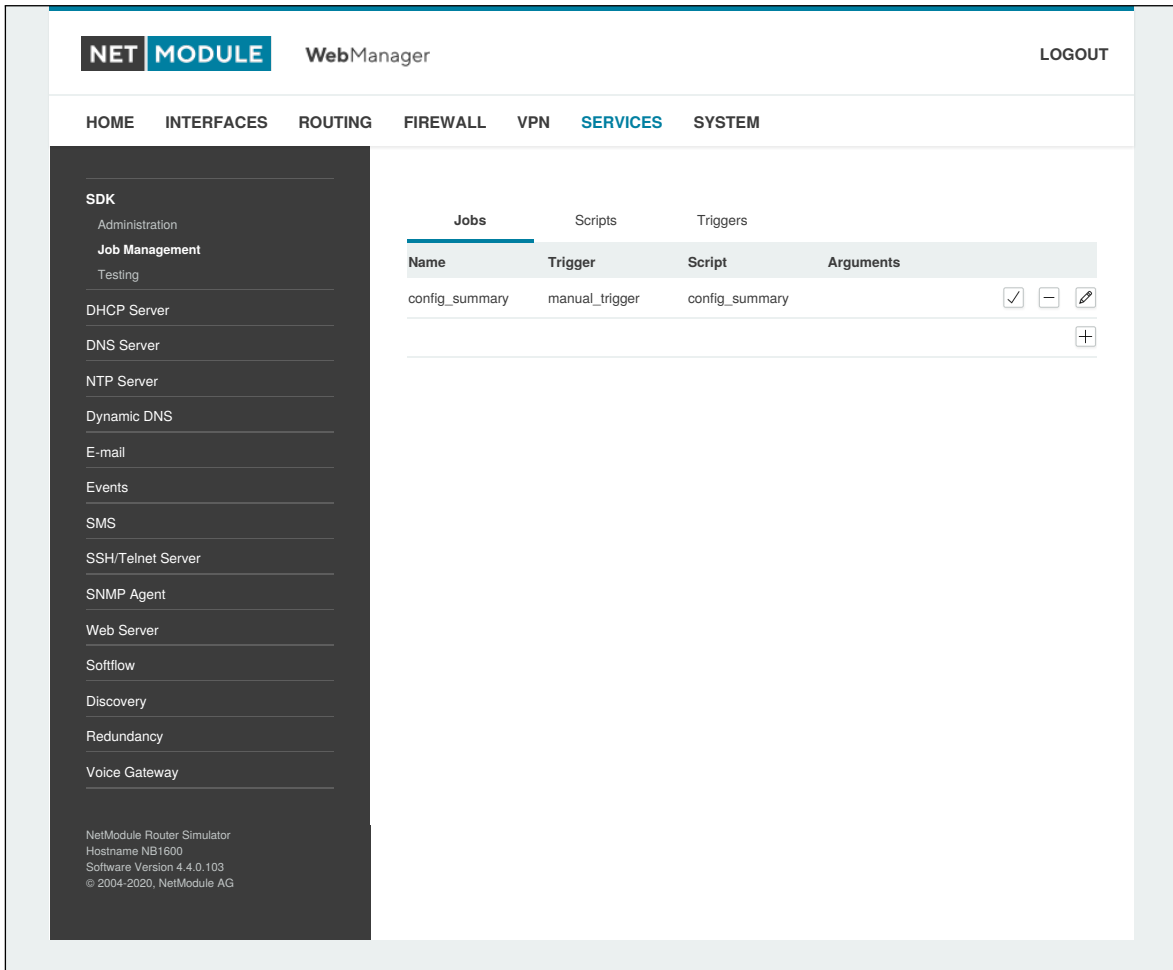 NET MODULE WebManager LOGOUT
HOME INTERFACES ROUTING FIREWALL VPN SERVICES SYSTEM
SDK
Administration
Job Management
Testing
DHCP Server
DNS Server
NTP Server
Dynamic DNS
E-mail
Events
SMS
SSH/Telnet Server
SNMP Agent
Web Server
Softflow
Discovery
Redundancy
Voice Gateway
NetModule Router Simulator
Hostname NB1600
Software Version 4.4.0.103
© 2004-2020, NetModule AG
Jobs Scripts Triggers
Name Trigger Script Arguments
config_summary manual_trigger config_summary